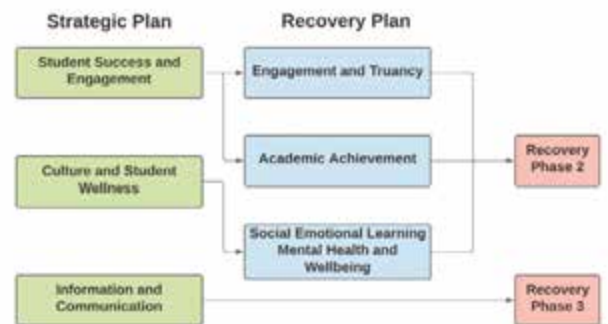 Strategic Plan
Recovery Plan
Student Success and
Engagement
Engagement and Truancy
Academic Achievement
Recovery
Phase 2
Culture and Student
Wellness
Social Emotional Learning
Mental Health and
Wellbeing
Information and
Communication
Recovery
Phase 3